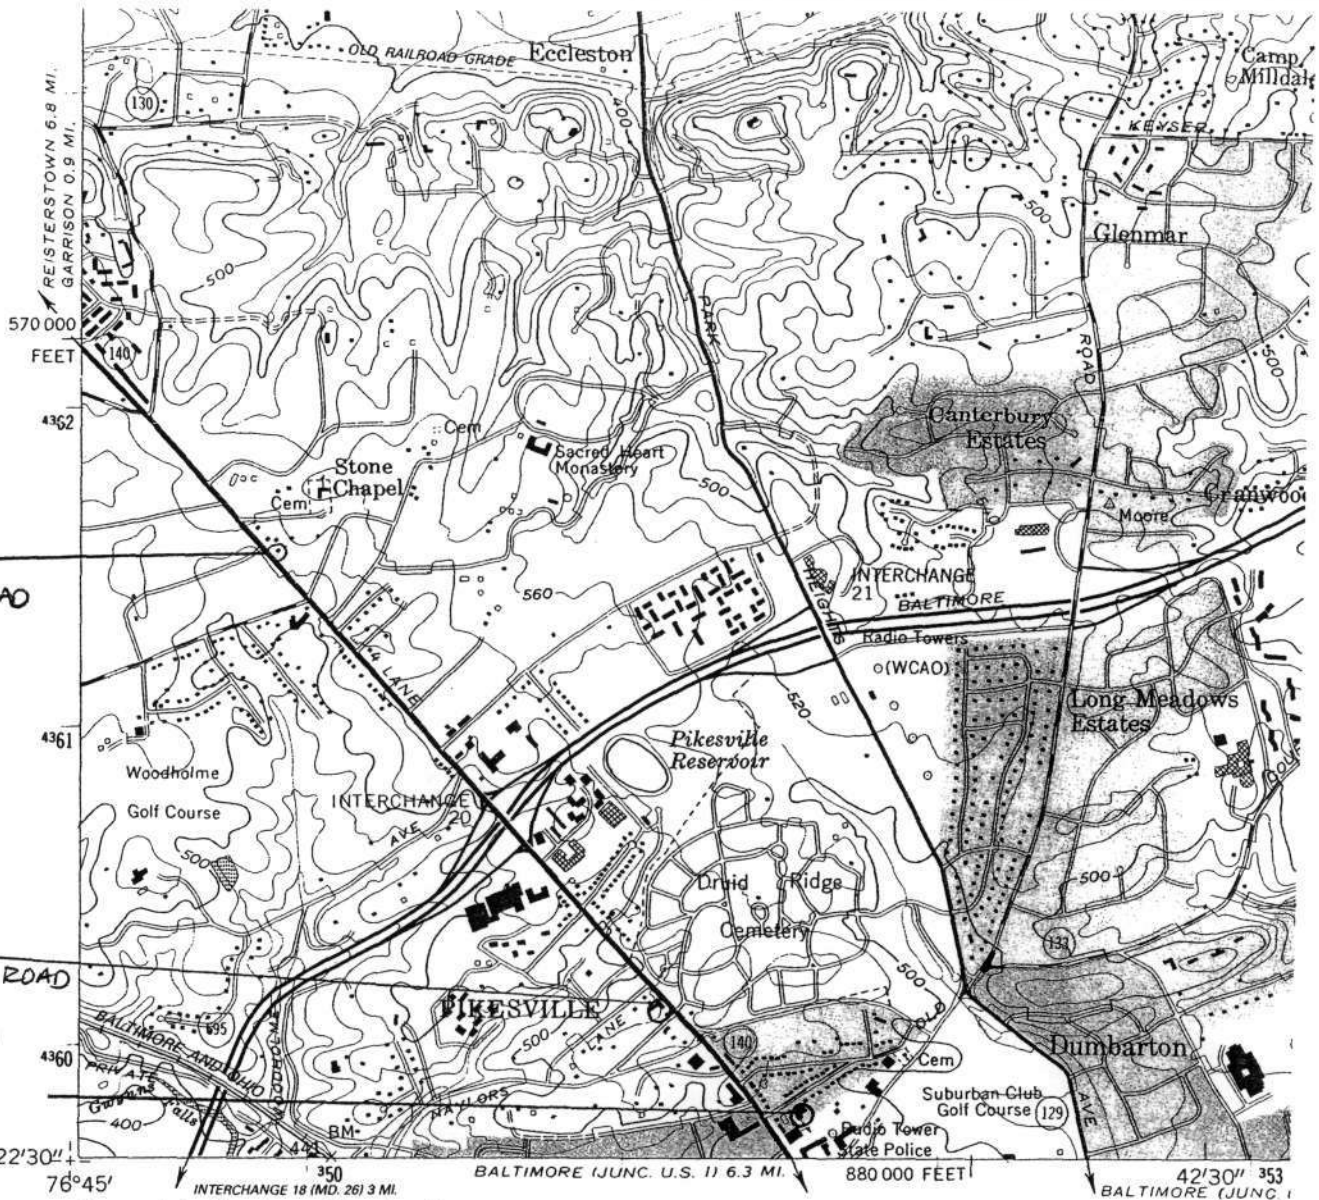 OLD RAILROAD GRADE
Eccleston
Camp
Milldale
130
400
KEYSER
REISTERSTOWN 6.8 MI.
GARRISON 0.9 MI.
500
500
Glenmar
570 000
FEET
140
PARK
ROAD
500
4362
Canterbury
Estates
Cem
Sacred Heart
Monastery
Stone
Chapel
Cem
500
Cranwood
Moore
560
HEIGHTS
INTERCHANGE
21
BALTIMORE
AD
Radio Towers
(WCAO)
4 LANE
520
Long Meadows
Estates
4361
Pikesville
Reservoir
Woodholme
Golf Course
INTERCHANGE
20
AVE
500
Druid Ridge
Cemetery
500
133
ROAD
500
PIKESVILLE
OLD
695
BALTIMORE AND OHIO
WOODHOLME
500
LANE
140
4360
Dumbarton
PRIVATE
Gwynns Falls
NAYLORS
Cem
Suburban Club
Golf Course
129
AVE
400
BM
441
Radio Tower
State Police
22'30"
350
BALTIMORE (JUNC. U.S. 1) 6.3 MI.
880 000 FEET
42'30"
353
76°45'
INTERCHANGE 18 (MD. 26) 3 MI.
BALTIMORE (JUNC.